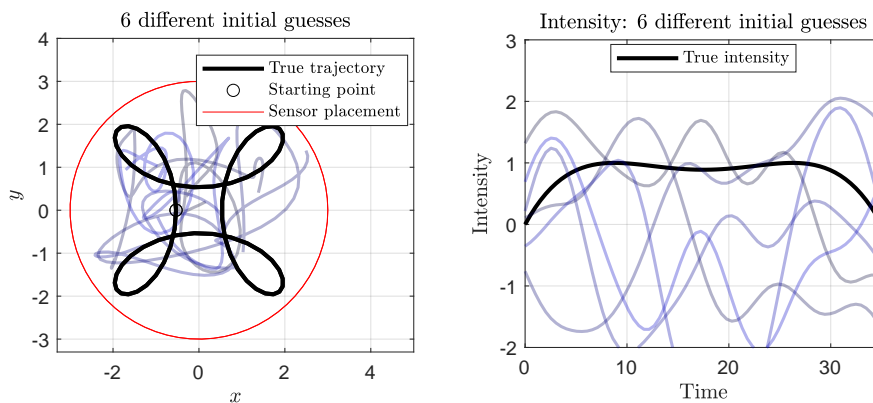 6 different initial guesses
4
3
2
1
0
-1
-2
-3
y
-2
0
2
4
x
True trajectory
Starting point
Sensor placement
Intensity: 6 different initial guesses
3
2
1
0
-1
-2
Intensity
0
10
20
30
Time
True intensity